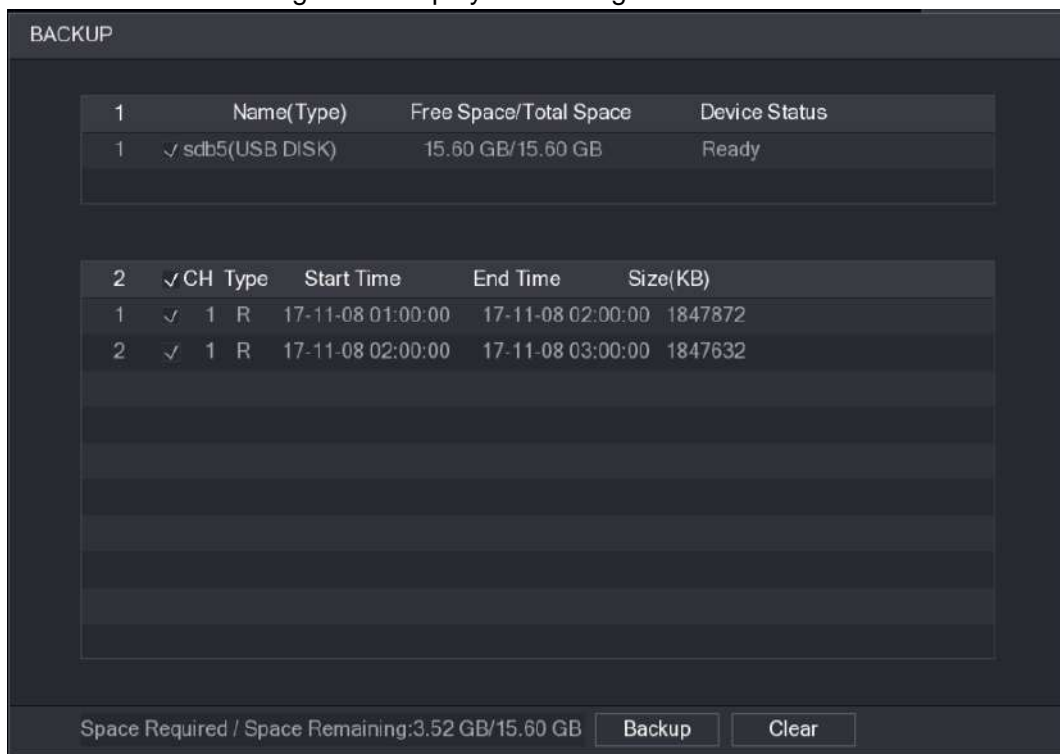 BACKUP
1 Name(Type) Free Space/Total Space Device Status
1 sdb5(USB DISK) 15.60 GB/15.60 GB Ready
2 CH Type Start Time End Time Size(KB)
1 1 R 17-11-08 01:00:00 17-11-08 02:00:00 1847872
2 1 R 17-11-08 02:00:00 17-11-08 03:00:00 1847632
Space Required / Space Remaining:3.52 GB/15.60 GB Backup Clear